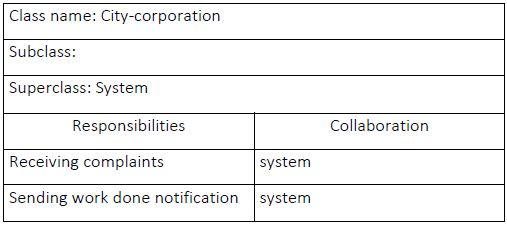 Class name: City-corporation
Subclass:
Superclass: System
Responsibilities Collaboration
Receiving complaints system
Sending work done notification system